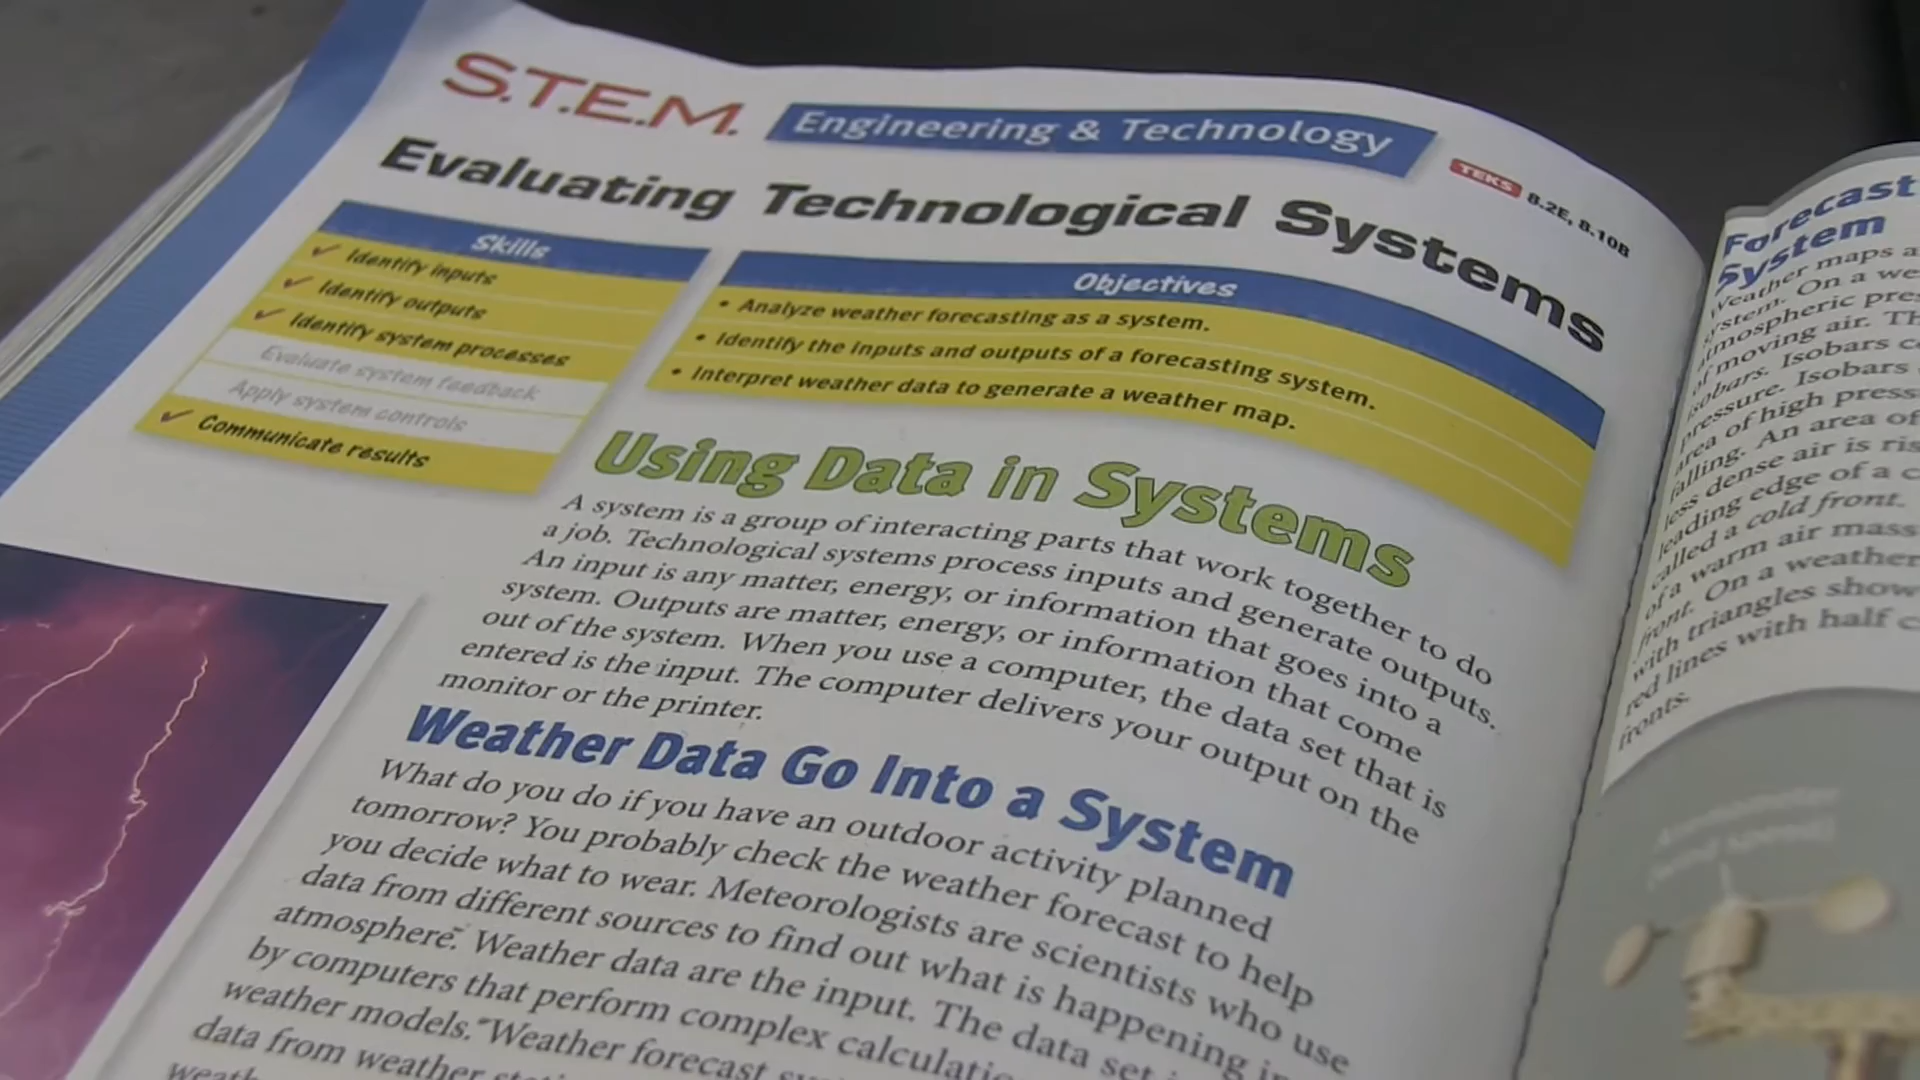 S.T.E.M.
Engineering & Technology
TEKS 8.2E, 8.10B
Evaluating Technological Systems
Skills
✓ Identify inputs
✓ Identify outputs
✓ Identify system processes
Evaluate system feedback
Apply system controls
✓ Communicate results
Objectives
• Analyze weather forecasting as a system.
• Identify the inputs and outputs of a forecasting system.
• Interpret weather data to generate a weather map.
Using Data in Systems
A system is a group of interacting parts that work together to do
a job. Technological systems process inputs and generate outputs.
An input is any matter, energy, or information that goes into a
system. Outputs are matter, energy, or information that come
out of the system. When you use a computer, the data set that is
entered is the input. The computer delivers your output on the
monitor or the printer.
Weather Data Go Into a System
What do you do if you have an outdoor activity planned
tomorrow? You probably check the weather forecast to help
you decide what to wear. Meteorologists are scientists who use
data from different sources to find out what is happening in
atmosphere. Weather data are the input. The data set
by computers that perform complex
weather models. Weather forecast
data from weather
Forecast
System
Weather maps
system. On a
atmospheric
of moving air.
isobars. Isobars
pressure. Isobars
area of high
falling. An area of
less dense air is
leading edge of a
called a cold front.
of a warm air mass
front. On a weather
with triangles show
red lines with half
fronts.
Anemometer
(wind speed)